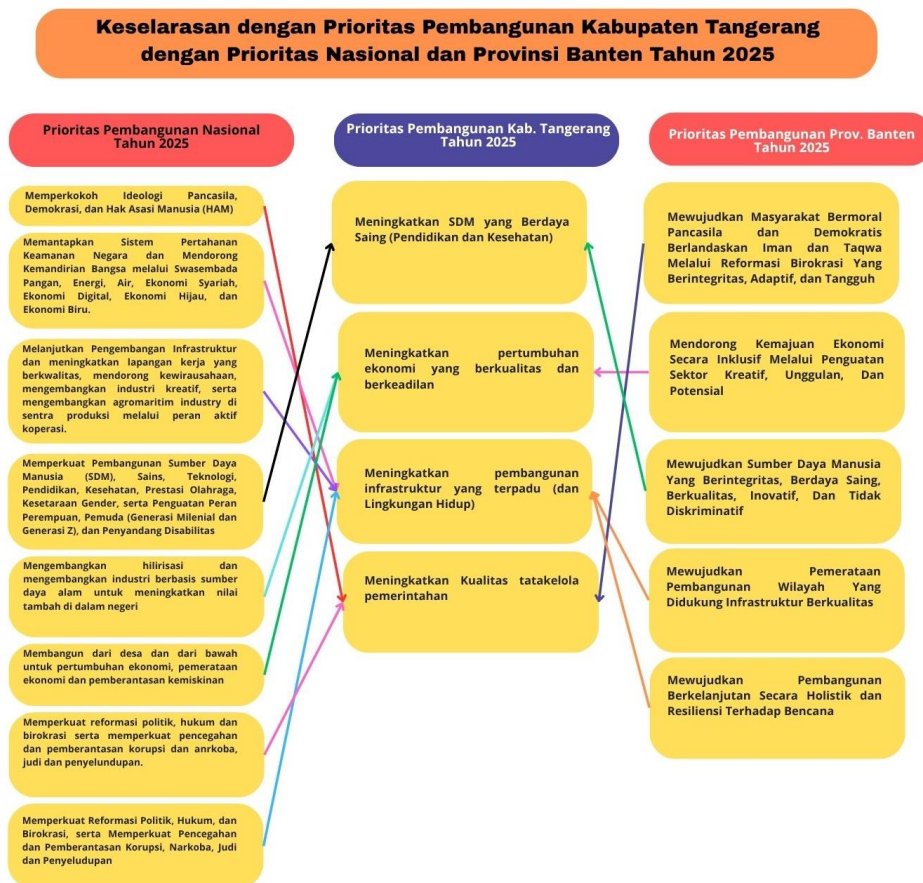 Keselarasan dengan Prioritas Pembangunan Kabupaten Tangerang
dengan Prioritas Nasional dan Provinsi Banten Tahun 2025
Prioritas Pembangunan Nasional
Tahun 2025
Memperkokoh Ideologi Pancasila,
Demokrasi, dan Hak Asasi Manusia (HAM)
Memantapkan Sistem Pertahanan
Keamanan Negara dan Mendorong
Kemandirian Bangsa melalui Swasembada
Pangan, Energi, Air, Ekonomi Syariah,
Ekonomi Digital, Ekonomi Hijau, dan
Ekonomi Biru.
Melanjutkan Pengembangan Infrastruktur
dan meningkatkan lapangan kerja yang
berkwalitas, mendorong kewirausahaan,
mengembangkan industri kreatif, serta
mengembangkan agromaritim industry di
sentra produksi melalui peran aktif
koperasi.
Memperkuat Pembangunan Sumber Daya
Manusia (SDM), Sains, Teknologi,
Pendidikan, Kesehatan, Prestasi Olahraga,
Kesetaraan Gender, serta Penguatan Peran
Perempuan, Pemuda (Generasi Milenial dan
Generasi Z), dan Penyandang Disabilitas
Mengembangkan hilirisasi dan
mengembangkan industri berbasis sumber
daya alam untuk meningkatkan nilai
tambah di dalam negeri
Membangun dari desa dan dari bawah
untuk pertumbuhan ekonomi, pemerataan
ekonomi dan pemberantasan kemiskinan
Memperkuat reformasi politik, hukum dan
birokrasi serta memperkuat pencegahan
dan pemberantasan korupsi dan anrkoba,
judi dan penyelundupan.
Memperkuat Reformasi Politik, Hukum, dan
Birokrasi, serta Memperkuat Pencegahan
dan Pemberantasan Korupsi, Narkoba, Judi
dan Penyeludupan
Prioritas Pembangunan Kab. Tangerang
Tahun 2025
Meningkatkan SDM yang Berdaya
Saing (Pendidikan dan Kesehatan)
Meningkatkan pertumbuhan
ekonomi yang berkualitas dan
berkeadilan
Meningkatkan pembangunan
infrastruktur yang terpadu (dan
Lingkungan Hidup)
Meningkatkan Kualitas tatakelola
pemerintahan
Prioritas Pembangunan Prov. Banten
Tahun 2025
Mewujudkan Masyarakat Bermoral
Pancasila dan Demokratis
Berlandaskan Iman dan Taqwa
Melalui Reformasi Birokrasi Yang
Berintegritas, Adaptif, dan Tangguh
Mendorong Kemajuan Ekonomi
Secara Inklusif Melalui Penguatan
Sektor Kreatif, Unggulan, Dan
Potensial
Mewujudkan Sumber Daya Manusia
Yang Berintegritas, Berdaya Saing,
Berkualitas, Inovatif, Dan Tidak
Diskriminatif
Mewujudkan Pemerataan
Pembangunan Wilayah Yang
Didukung Infrastruktur Berkualitas
Mewujudkan Pembangunan
Berkelanjutan Secara Holistik dan
Resiliensi Terhadap Bencana